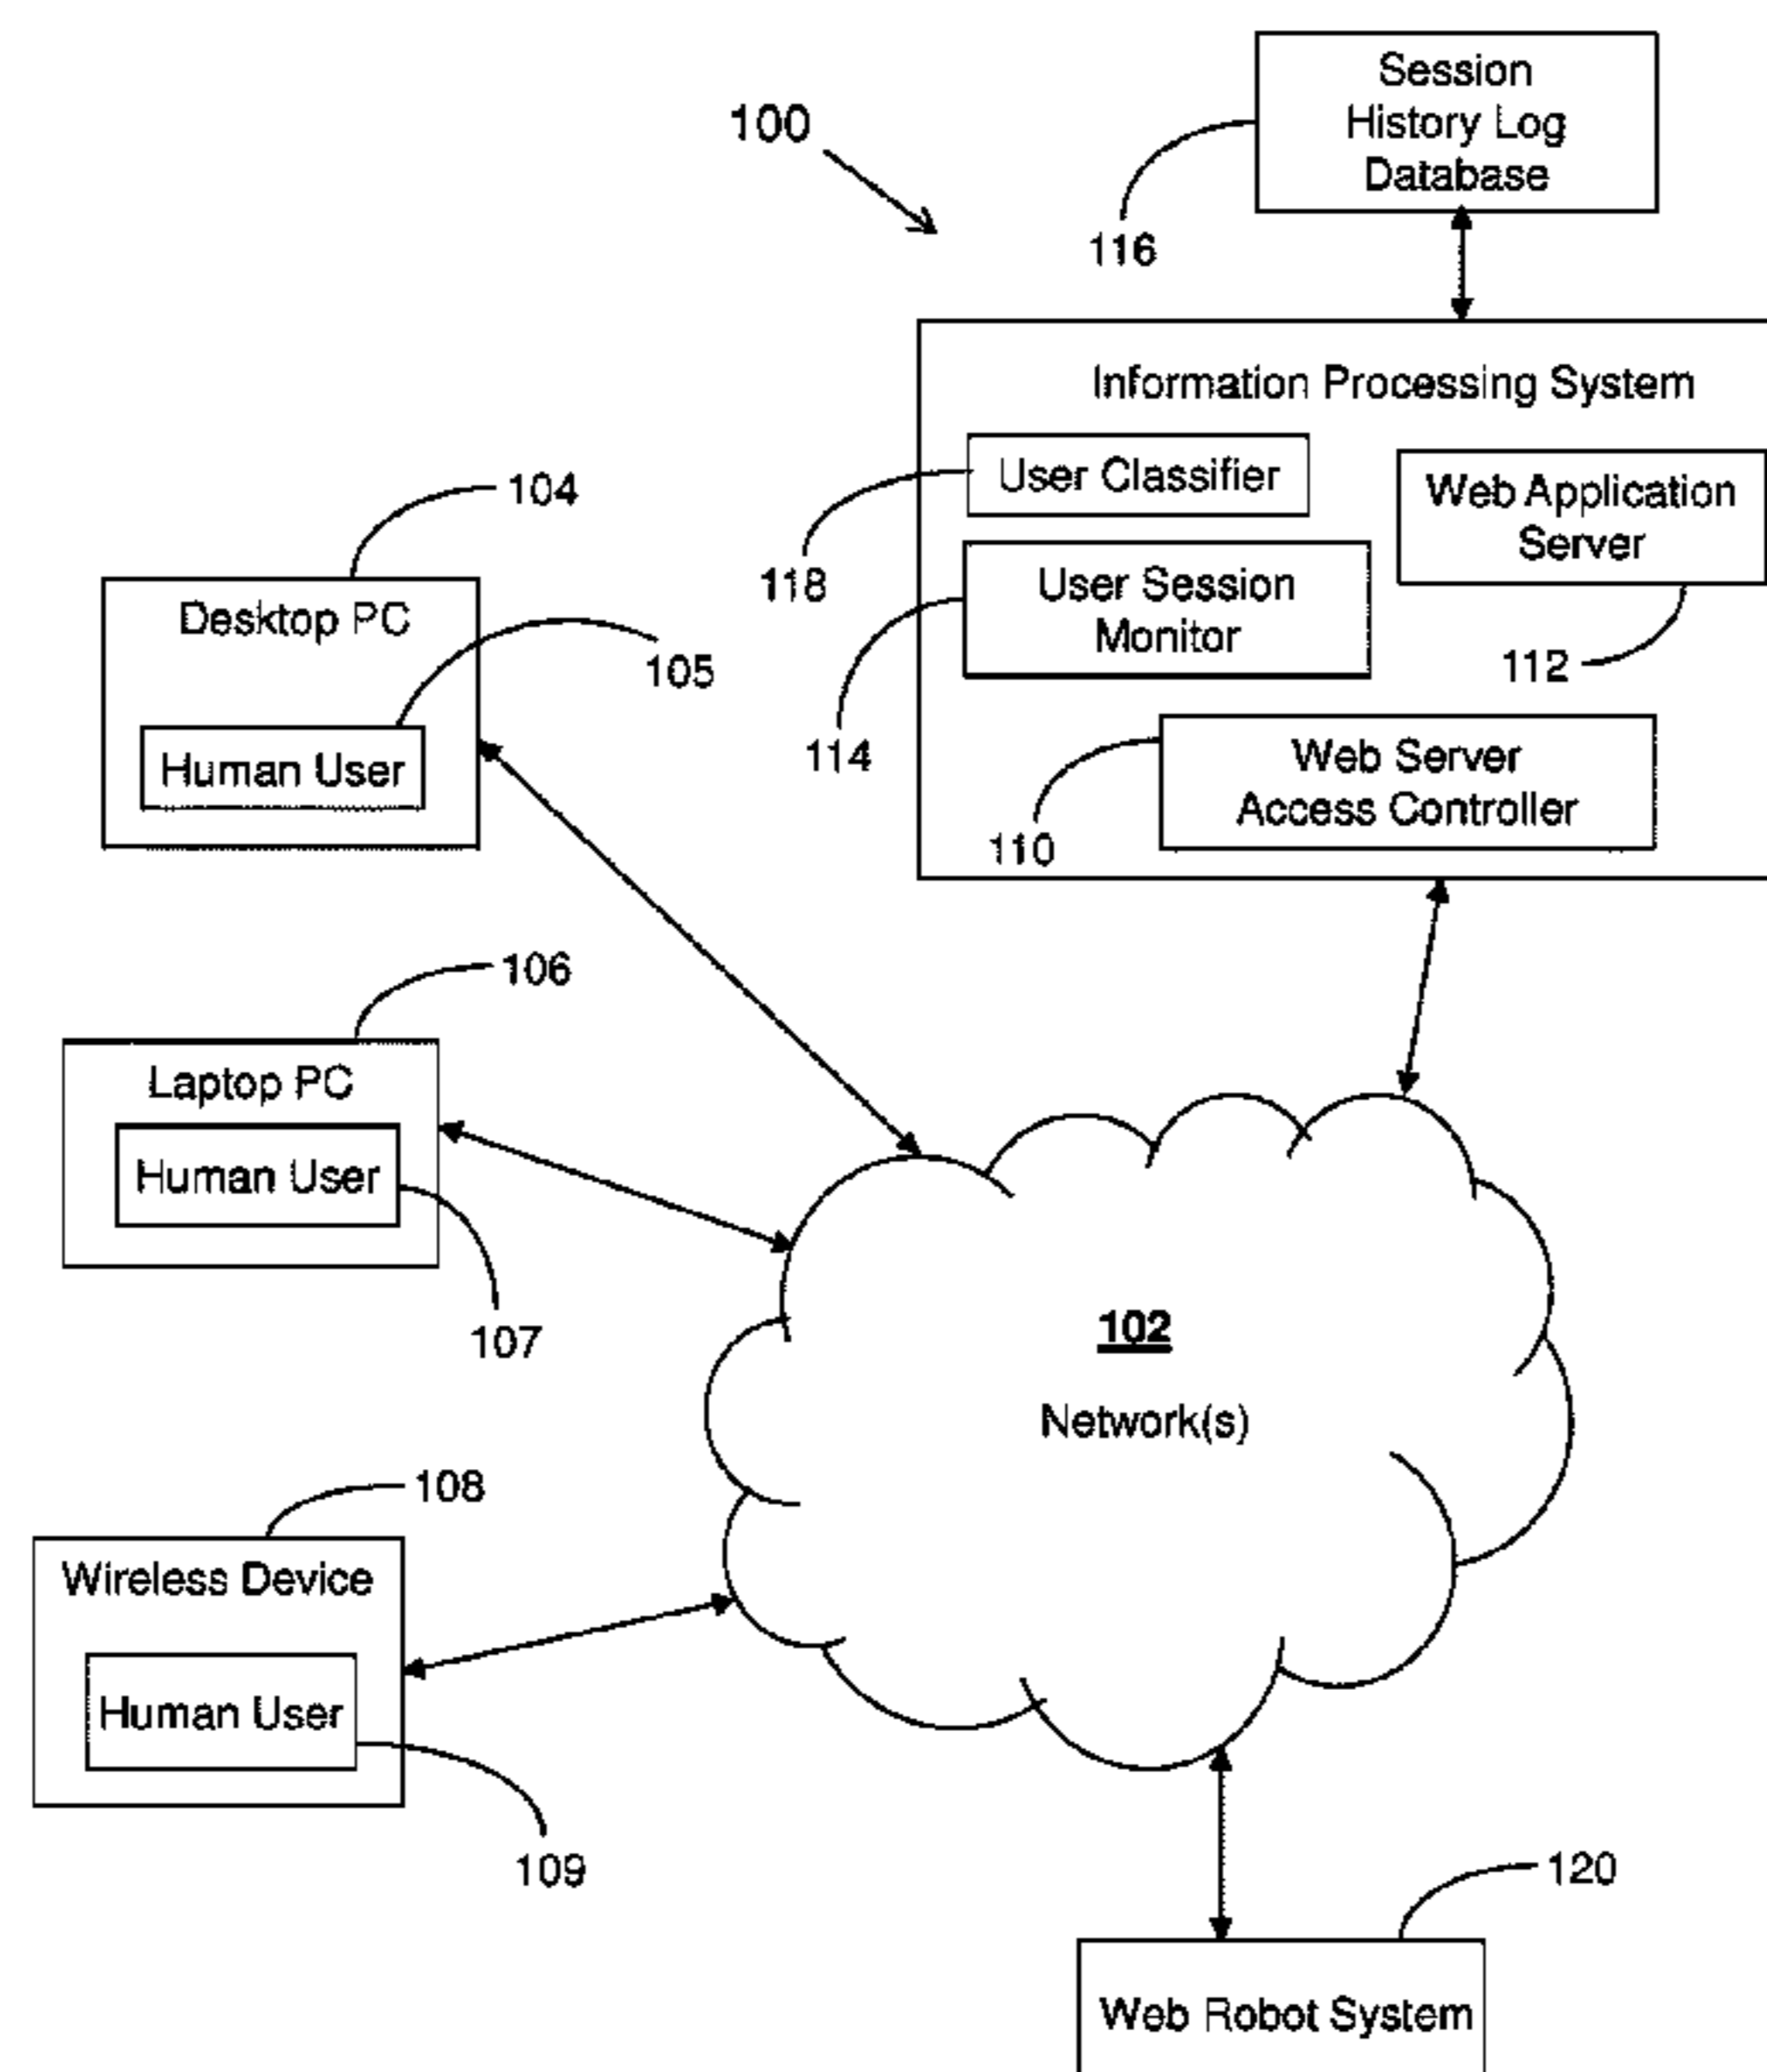 Session
History Log
Database
100
116
Information Processing System
User Classifier
Web Application
Server
104
118
User Session
Monitor
Desktop PC
105
112
Human User
114
Web Server
Access Controller
110
106
Laptop PC
Human User
102
107
Network(s)
108
Wireless Device
Human User
109
120
Web Robot System